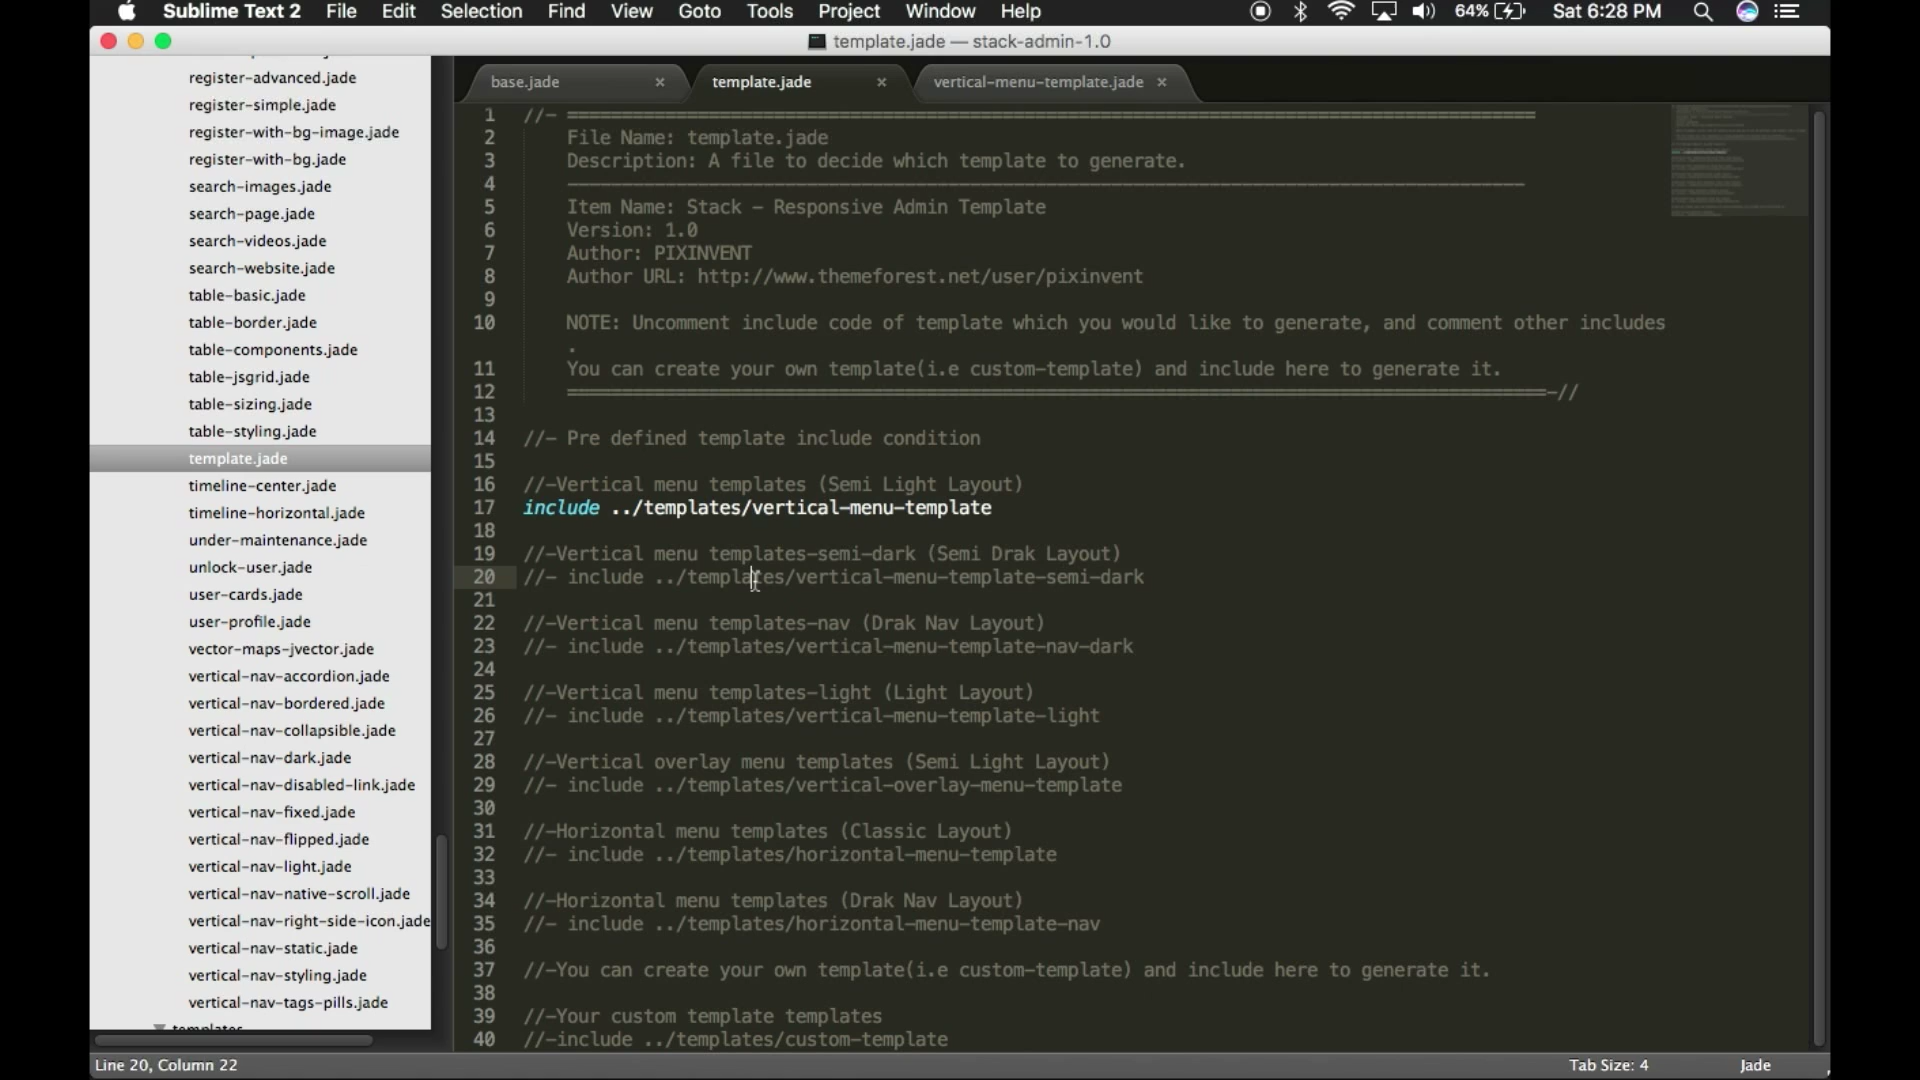 Sublime Text 2 File Edit Selection Find View Goto Tools Project Window Help 64% Sat 6:28 PM
template.jade — stack-admin-1.0
register-advanced.jade
register-simple.jade
register-with-bg-image.jade
register-with-bg.jade
search-images.jade
search-page.jade
search-videos.jade
search-website.jade
table-basic.jade
table-border.jade
table-components.jade
table-jsgrid.jade
table-sizing.jade
table-styling.jade
template.jade
timeline-center.jade
timeline-horizontal.jade
under-maintenance.jade
unlock-user.jade
user-cards.jade
user-profile.jade
vector-maps-jvector.jade
vertical-nav-accordion.jade
vertical-nav-bordered.jade
vertical-nav-collapsible.jade
vertical-nav-dark.jade
vertical-nav-disabled-link.jade
vertical-nav-fixed.jade
vertical-nav-flipped.jade
vertical-nav-light.jade
vertical-nav-native-scroll.jade
vertical-nav-right-side-icon.jade
vertical-nav-static.jade
vertical-nav-styling.jade
vertical-nav-tags-pills.jade
templates
base.jade × template.jade × vertical-menu-template.jade ×
1 //- ========================================================================================
2 File Name: template.jade
3 Description: A file to decide which template to generate.
4 ----------------------------------------------------------------------------------------
5 Item Name: Stack - Responsive Admin Template
6 Version: 1.0
7 Author: PIXINVENT
8 Author URL: http://www.themeforest.net/user/pixinvent
9
10 NOTE: Uncomment include code of template which you would like to generate, and comment other includes
.
11 You can create your own template(i.e custom-template) and include here to generate it.
12 ==========================================================================================-//
13
14 //- Pre defined template include condition
15
16 //-Vertical menu templates (Semi Light Layout)
17 include ../templates/vertical-menu-template
18
19 //-Vertical menu templates-semi-dark (Semi Drak Layout)
20 //- include ../templates/vertical-menu-template-semi-dark
21
22 //-Vertical menu templates-nav (Drak Nav Layout)
23 //- include ../templates/vertical-menu-template-nav-dark
24
25 //-Vertical menu templates-light (Light Layout)
26 //- include ../templates/vertical-menu-template-light
27
28 //-Vertical overlay menu templates (Semi Light Layout)
29 //- include ../templates/vertical-overlay-menu-template
30
31 //-Horizontal menu templates (Classic Layout)
32 //- include ../templates/horizontal-menu-template
33
34 //-Horizontal menu templates (Drak Nav Layout)
35 //- include ../templates/horizontal-menu-template-nav
36
37 //-You can create your own template(i.e custom-template) and include here to generate it.
38
39 //-Your custom template templates
40 //-include ../templates/custom-template
Line 20, Column 22 Tab Size: 4 Jade